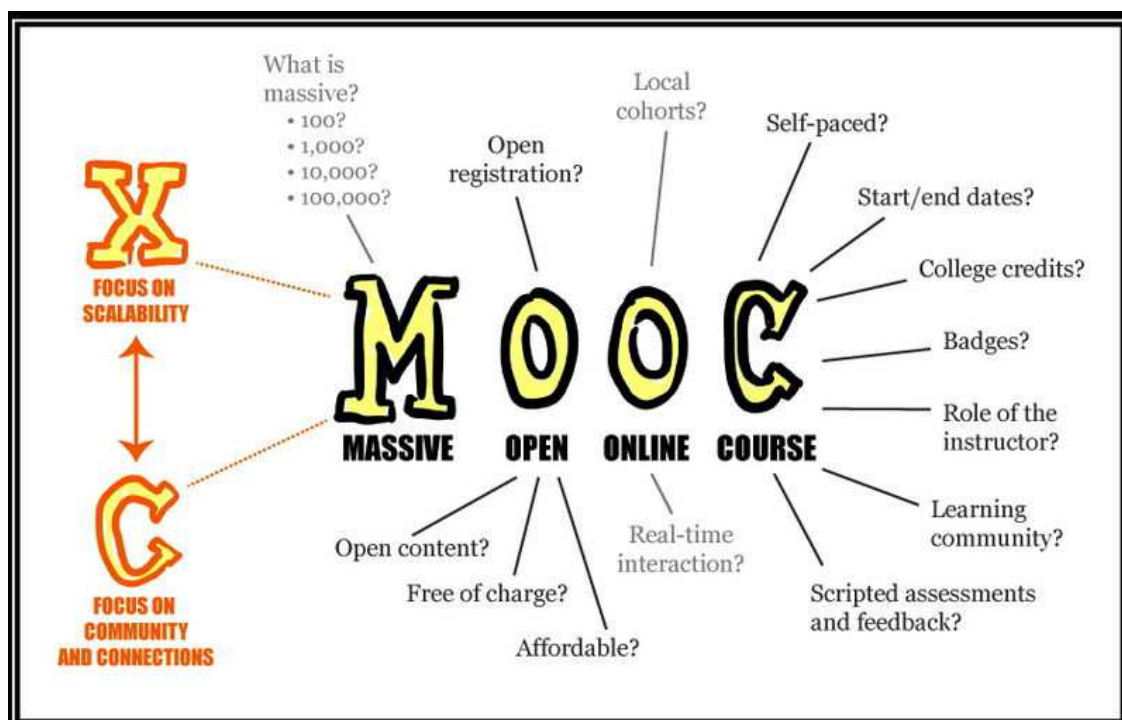 What is
massive?
• 100?
• 1,000?
• 10,000?
• 100,000?
Open
registration?
Local
cohorts?
Self-paced?
Start/end dates?
College credits?
Badges?
Role of the
instructor?
Learning
community?
Scripted assessments
and feedback?
X
FOCUS ON
SCALABILITY
C
FOCUS ON
COMMUNITY
AND CONNECTIONS
MOOC
MASSIVE OPEN ONLINE COURSE
Open content?
Free of charge?
Affordable?
Real-time
interaction?